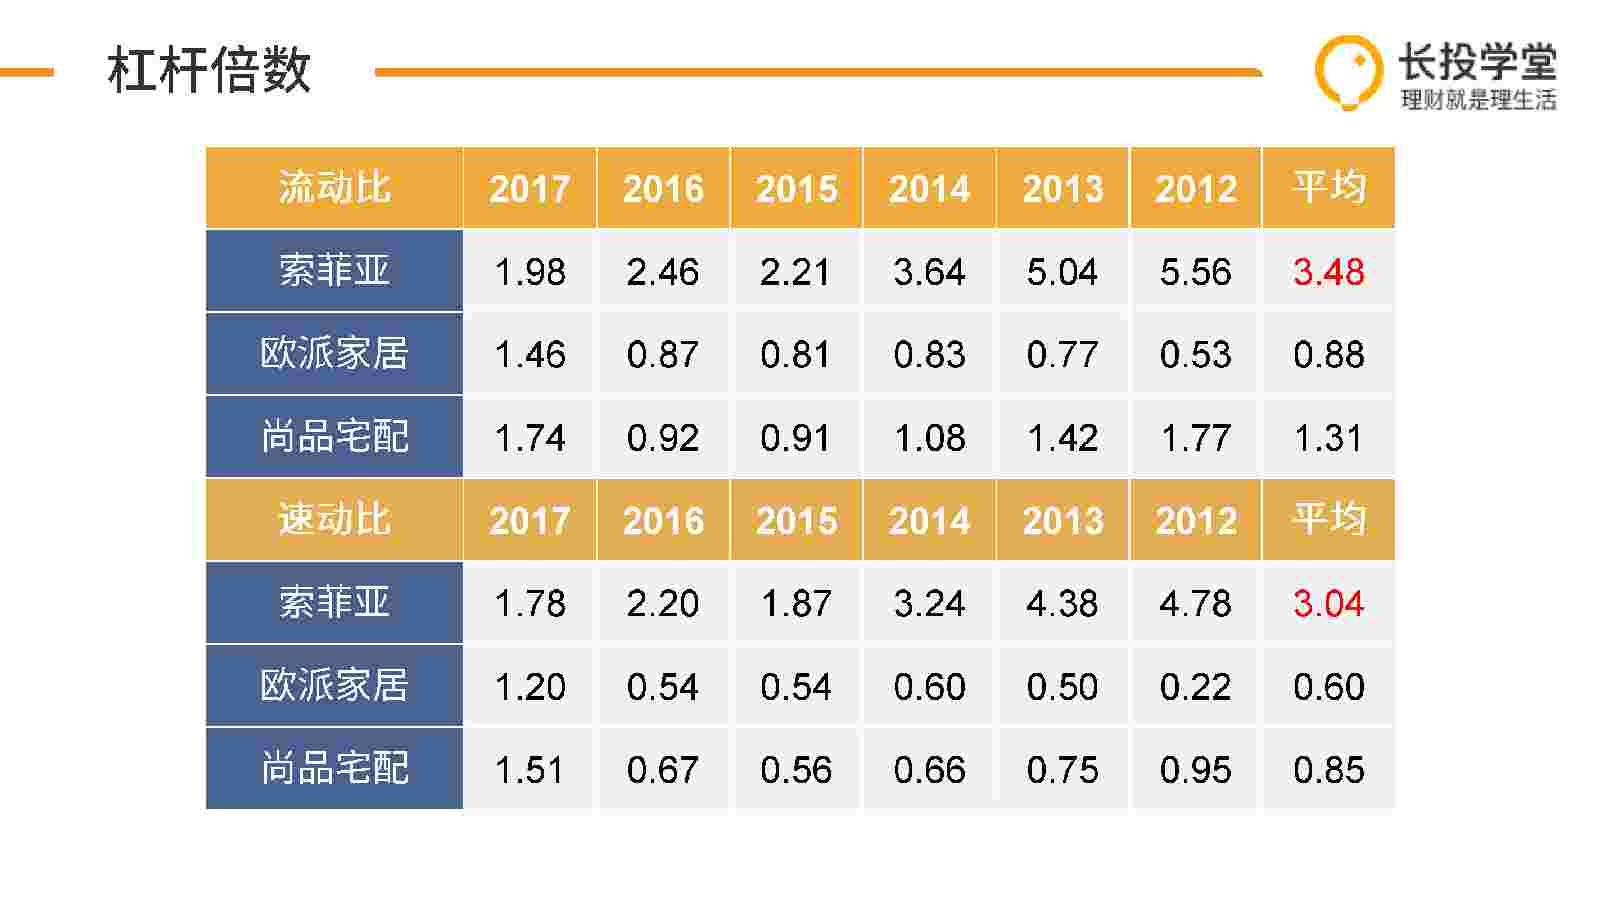 杠杆倍数
长投学堂
理财就是理生活
流动比 2017 2016 2015 2014 2013 2012 平均
索菲亚 1.98 2.46 2.21 3.64 5.04 5.56 3.48
欧派家居 1.46 0.87 0.81 0.83 0.77 0.53 0.88
尚品宅配 1.74 0.92 0.91 1.08 1.42 1.77 1.31
速动比 2017 2016 2015 2014 2013 2012 平均
索菲亚 1.78 2.20 1.87 3.24 4.38 4.78 3.04
欧派家居 1.20 0.54 0.54 0.60 0.50 0.22 0.60
尚品宅配 1.51 0.67 0.56 0.66 0.75 0.95 0.85